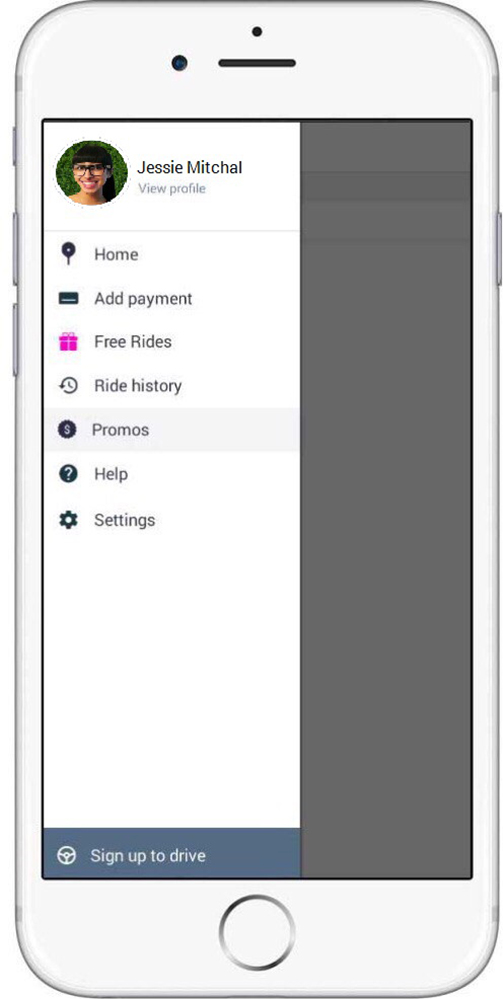 Jessie Mitchal
View profile
Home
Add payment
Free Rides
Ride history
$ Promos
? Help
Settings
Sign up to drive